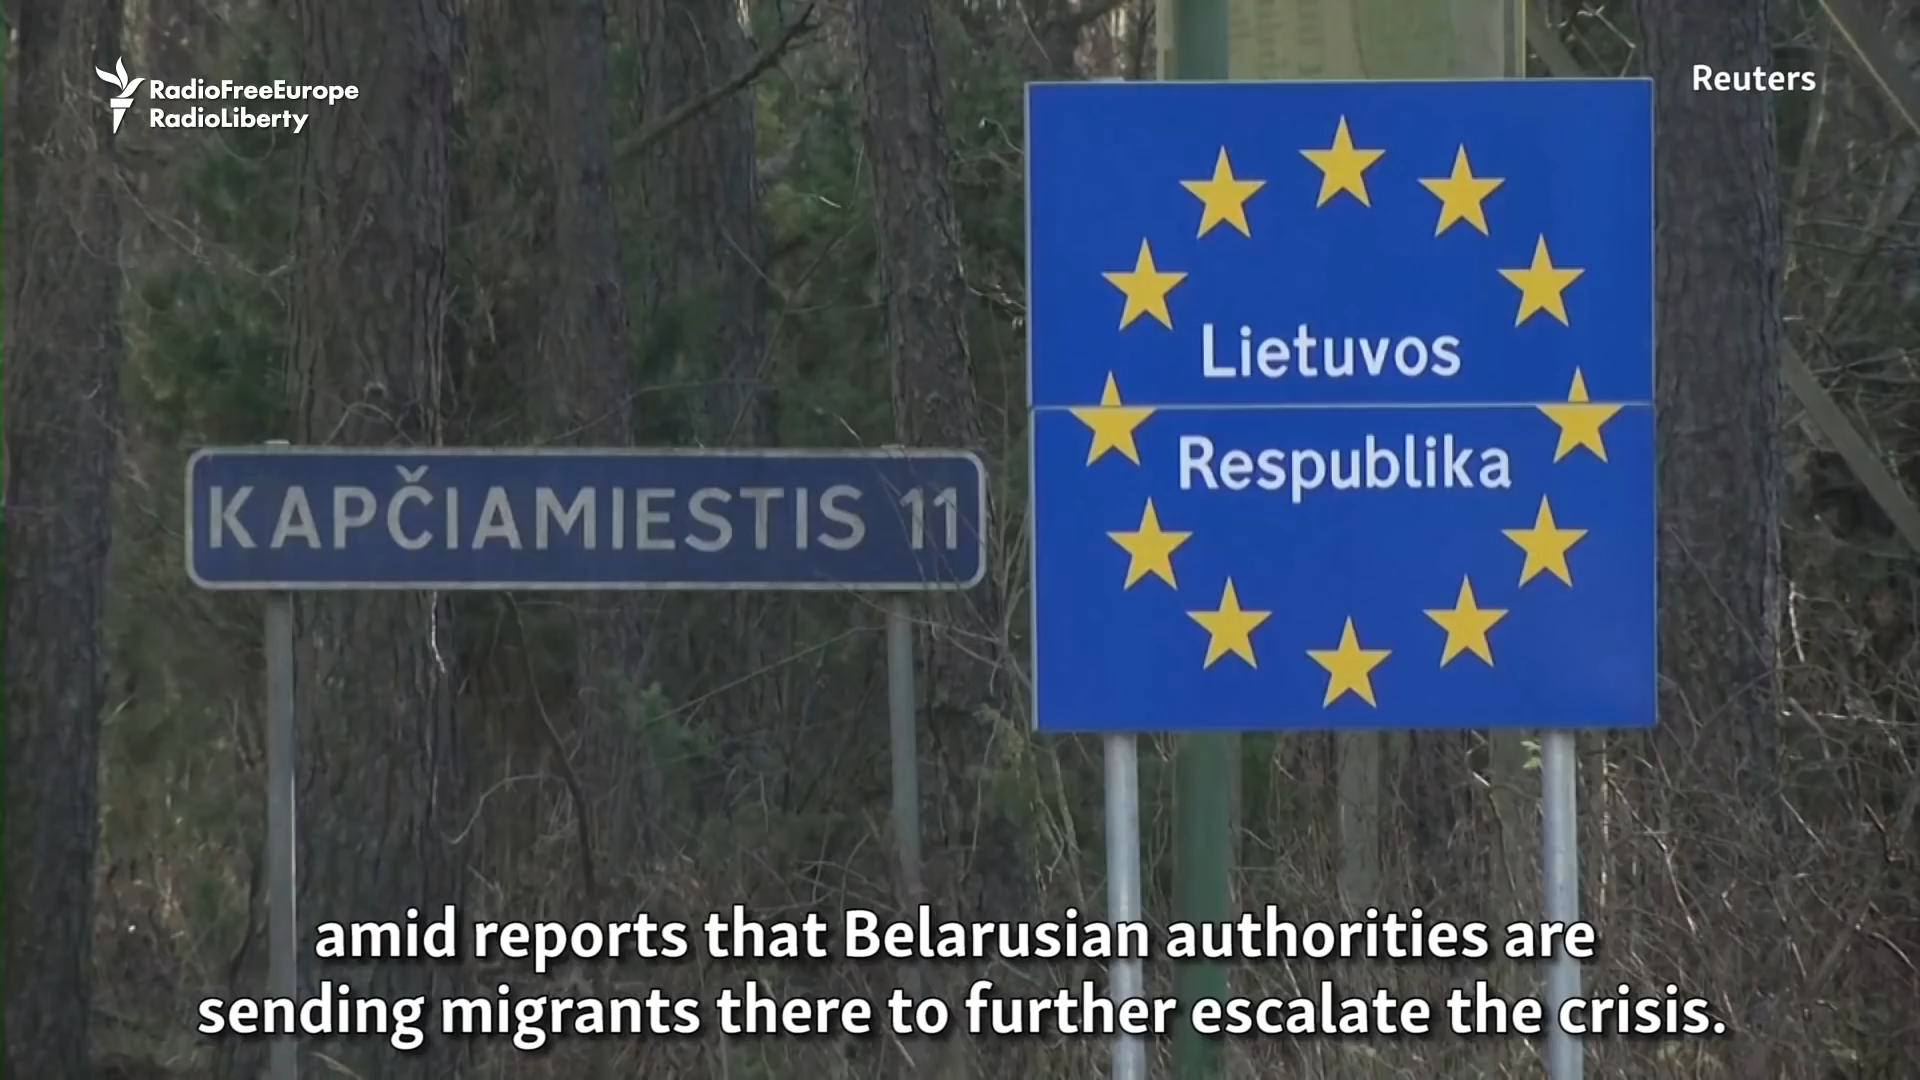 RadioFreeEurope
RadioLiberty
Reuters
Lietuvos
Respublika
KAPČIAMIESTIS 11
amid reports that Belarusian authorities are
sending migrants there to further escalate the crisis.